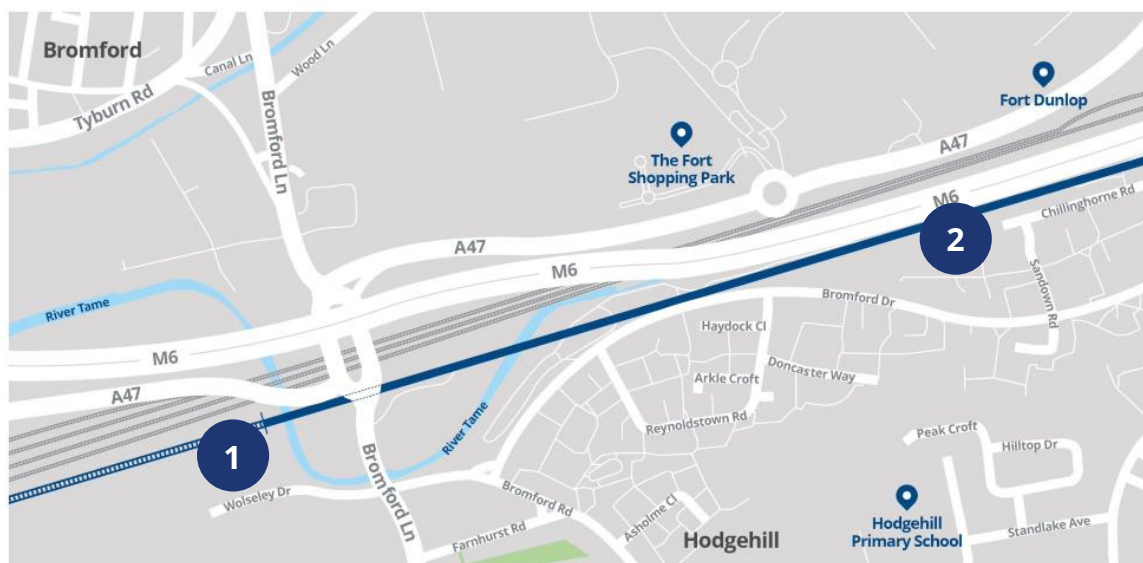 Bromford
Canal Ln
Wood Ln
Tyburn Rd
Bromford Ln
Fort Dunlop
The Fort
Shopping Park
A47
M6
Chillinghorne Rd
2
A47
M6
Sandown Rd
Bromford Dr
River Tame
Haydock Cl
M6
Doncaster Way
Arkle Croft
A47
Reynoldstown Rd
River Tame
1
Peak Croft
Hilltop Dr
Bromford Ln
Wolseley Dr
Bromford Rd
Asholme Cl
Farnhurst Rd
Hodgehill
Hodgehill
Primary School
Standlake Ave